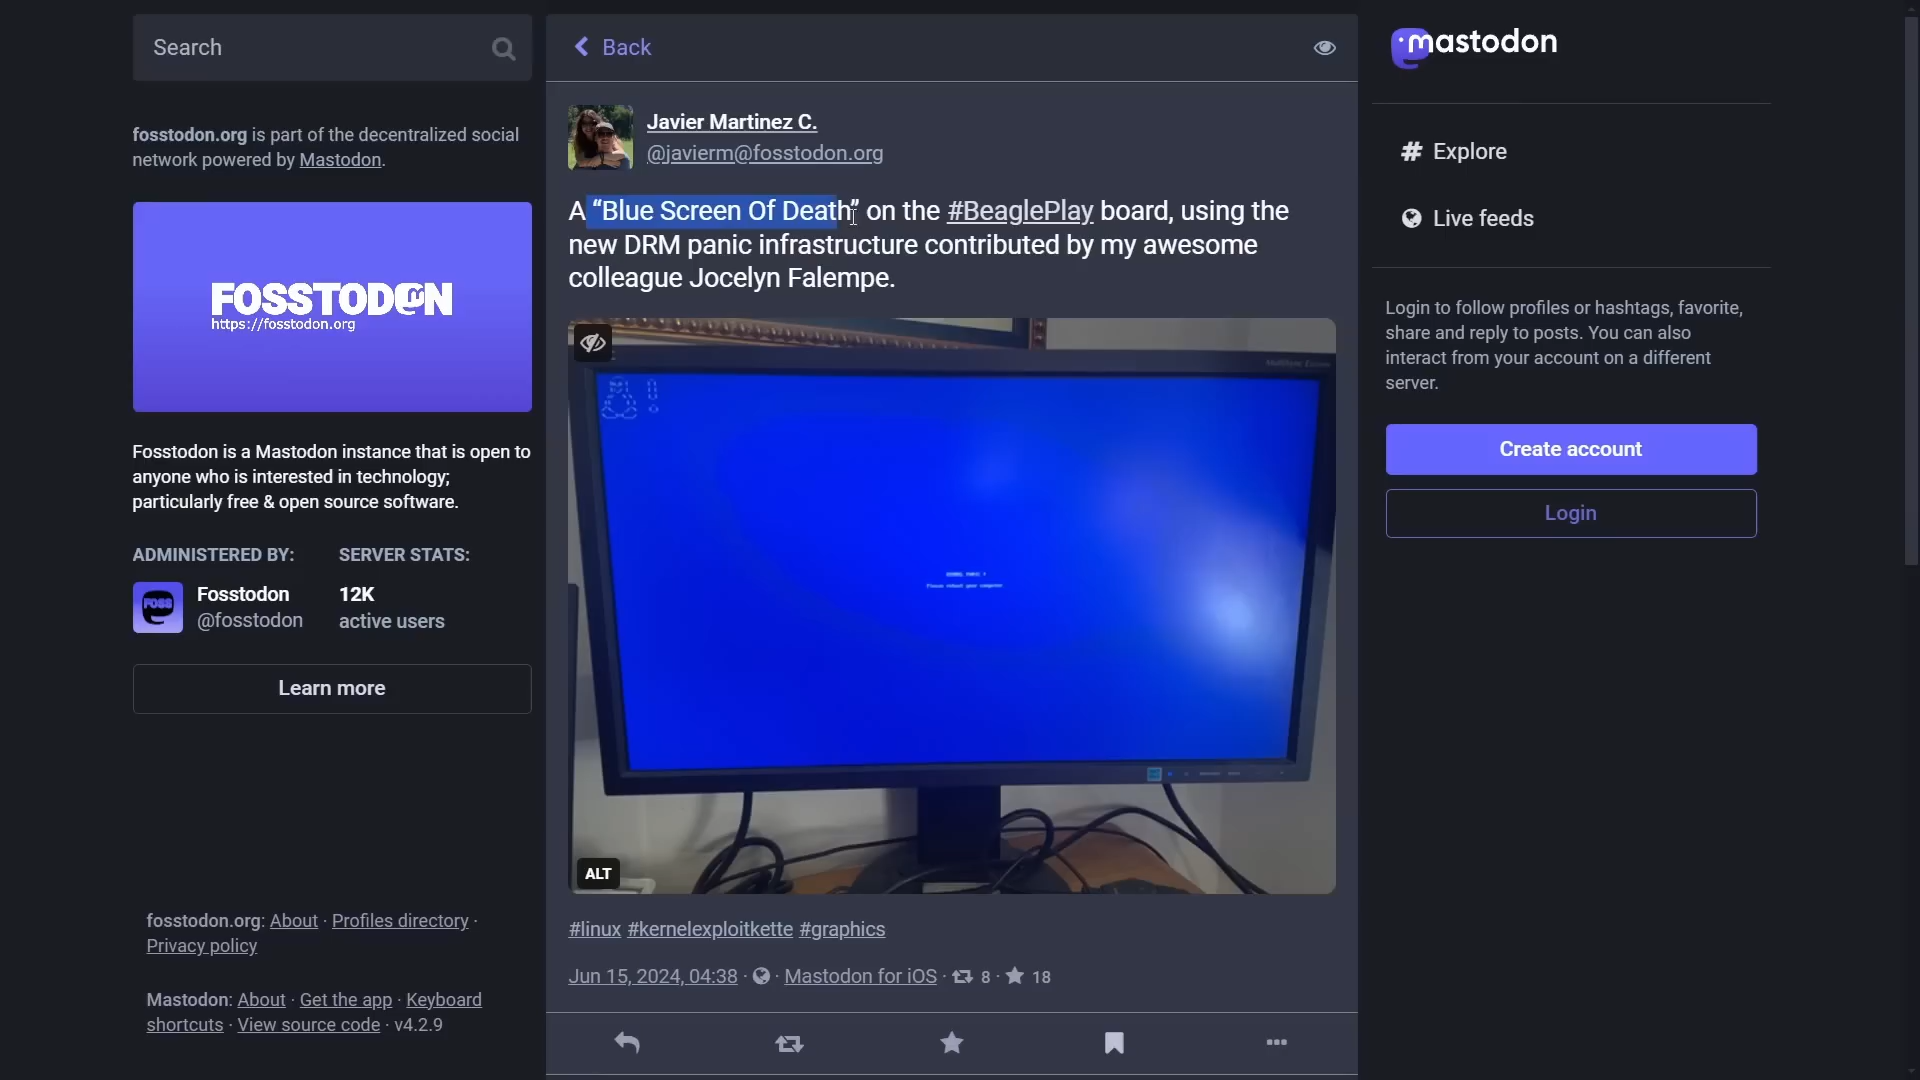 Search
fosstodon.org is part of the decentralized social
network powered by Mastodon.
FOSSTODON
https://fosstodon.org
Fosstodon is a Mastodon instance that is open to
anyone who is interested in technology;
particularly free & open source software.
ADMINISTERED BY:
FOSS
Fosstodon
@fosstodon
SERVER STATS:
12K
active users
Learn more
fosstodon.org: About · Profiles directory ·
Privacy policy
Mastodon: About · Get the app · Keyboard
shortcuts · View source code · v4.2.9
Back
Javier Martinez C.
@javierm@fosstodon.org
A “Blue Screen Of Death” on the #BeaglePlay board, using the
new DRM panic infrastructure contributed by my awesome
colleague Jocelyn Falempe.
KERNEL PANIC !
Please reboot your computer.
ALT
#linux #kernelexploitkette #graphics
Jun 15, 2024, 04:38 · · Mastodon for iOS · 8 · 18
mastodon
Explore
Live feeds
Login to follow profiles or hashtags, favorite,
share and reply to posts. You can also
interact from your account on a different
server.
Create account
Login